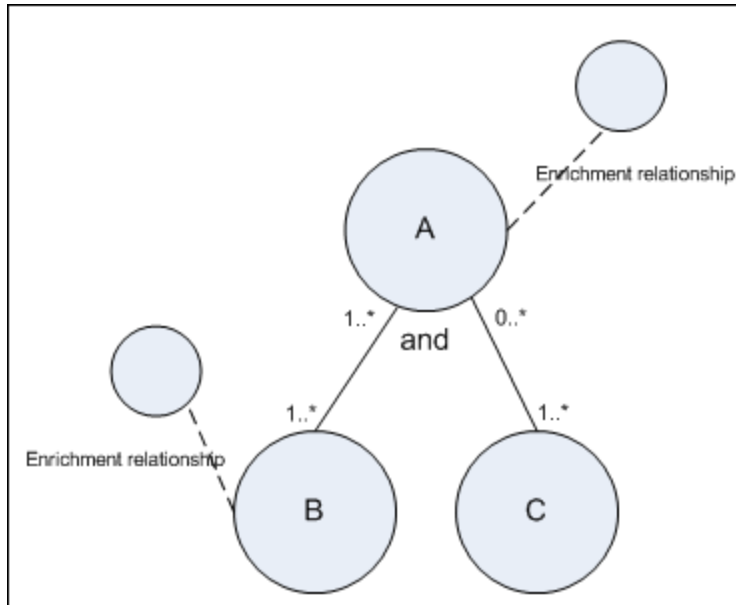 Enrichment relationship
A
1..*
0..*
and
1..*
1..*
Enrichment relationship
B
C